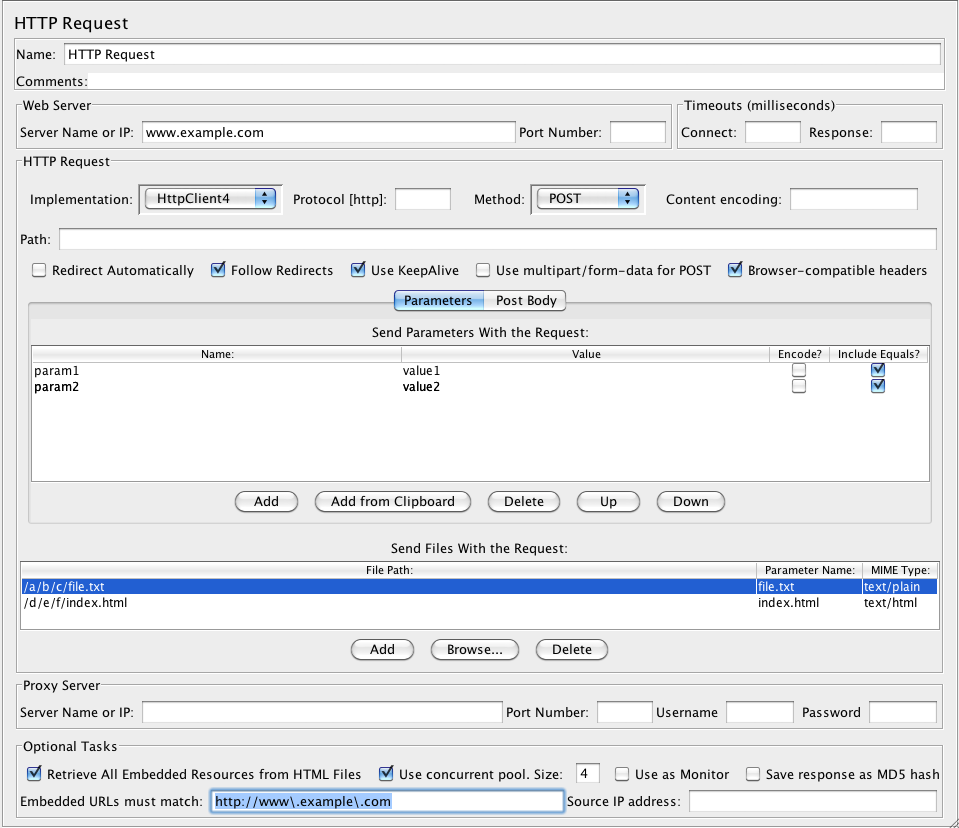 HTTP Request
Name: HTTP Request
Comments:
Web Server
Timeouts (milliseconds)
Server Name or IP: www.example.com Port Number:
Connect: Response:
HTTP Request
Implementation: HttpClient4 Protocol [http]: Method: POST Content encoding:
Path:
Redirect Automatically Follow Redirects Use KeepAlive Use multipart/form-data for POST Browser-compatible headers
Parameters Post Body
Send Parameters With the Request:
Name: Value Encode? Include Equals?
param1 value1
param2 value2
Add Add from Clipboard Delete Up Down
Send Files With the Request:
File Path: Parameter Name: MIME Type:
/a/b/c/file.txt file.txt text/plain
/d/e/f/index.html index.html text/html
Add Browse... Delete
Proxy Server
Server Name or IP: Port Number: Username Password
Optional Tasks
Retrieve All Embedded Resources from HTML Files Use concurrent pool. Size: 4 Use as Monitor Save response as MD5 hash
Embedded URLs must match: http://www\.example\.com Source IP address: